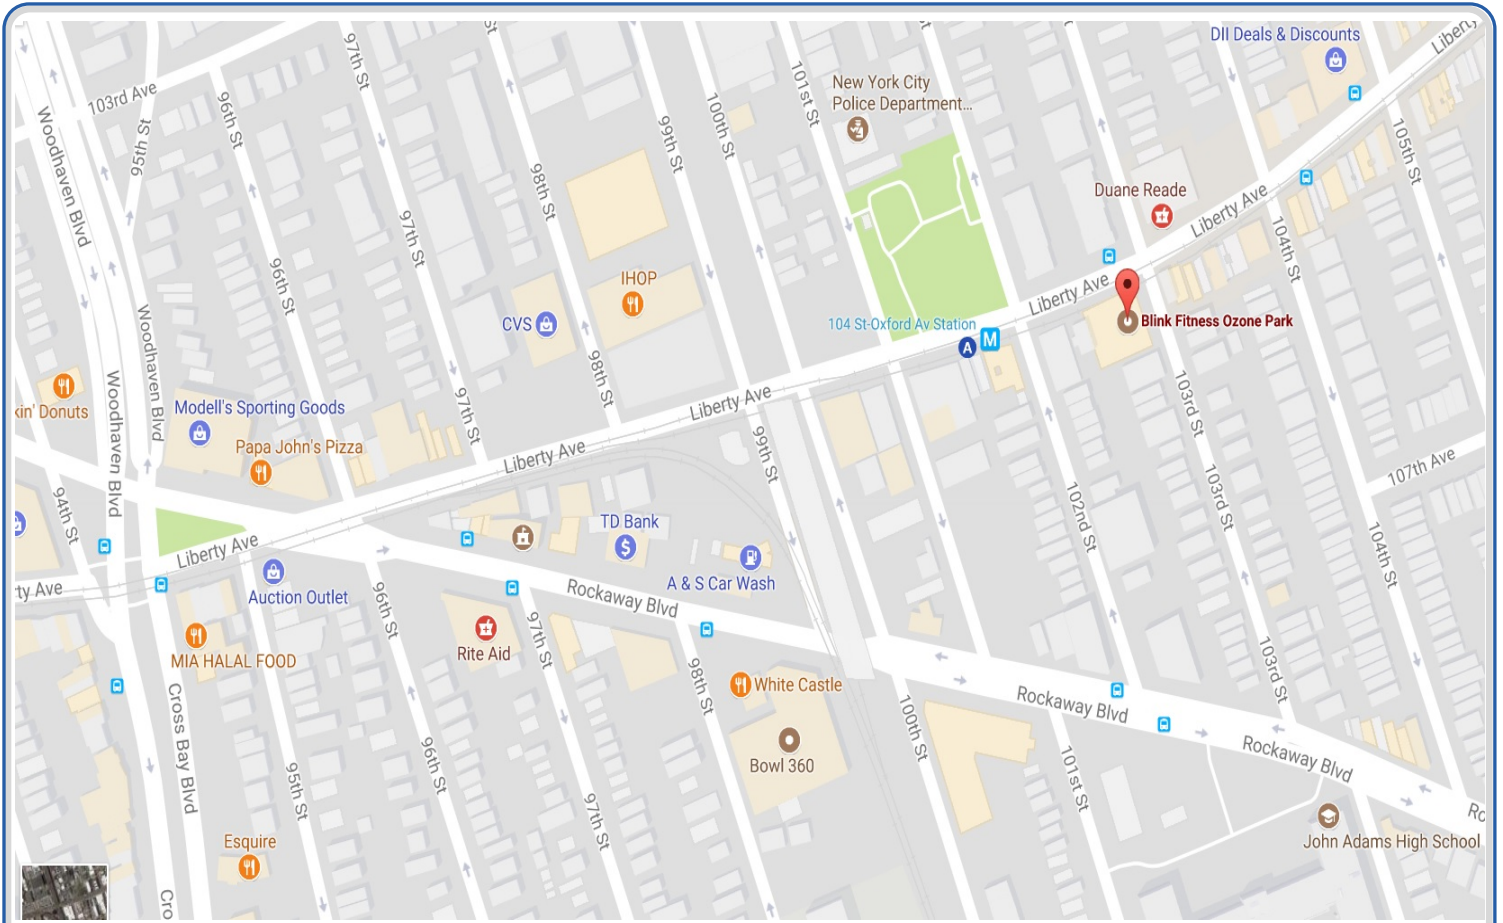 DII Deals & Discounts
Liberty
97th St
103rd Ave
96th St
Woodhaven Blvd
95th St
98th St
99th St
100th St
101st St
New York City
Police Department...
105th St
Duane Reade
Liberty Ave
97th St
96th St
98th St
104th St
IHOP
Liberty Ave
CVS
104 St-Oxford Av Station
A
M
Blink Fitness Ozone Park
Woodhaven Blvd
Woodhaven Blvd
kin' Donuts
Modell's Sporting Goods
Papa John's Pizza
97th St
98th St
Liberty Ave
Liberty Ave
99th St
103rd St
107th Ave
94th St
102nd St
103rd St
104th St
TD Bank
$
Liberty Ave
ty Ave
Auction Outlet
A & S Car Wash
Rockaway Blvd
96th St
97th St
Rite Aid
MIA HALAL FOOD
98th St
White Castle
Bowl 360
Cross Bay Blvd
96th St
95th St
97th St
100th St
101st St
103rd St
Rockaway Blvd
Rockaway Blvd
Ro
John Adams High School
Esquire
Cro